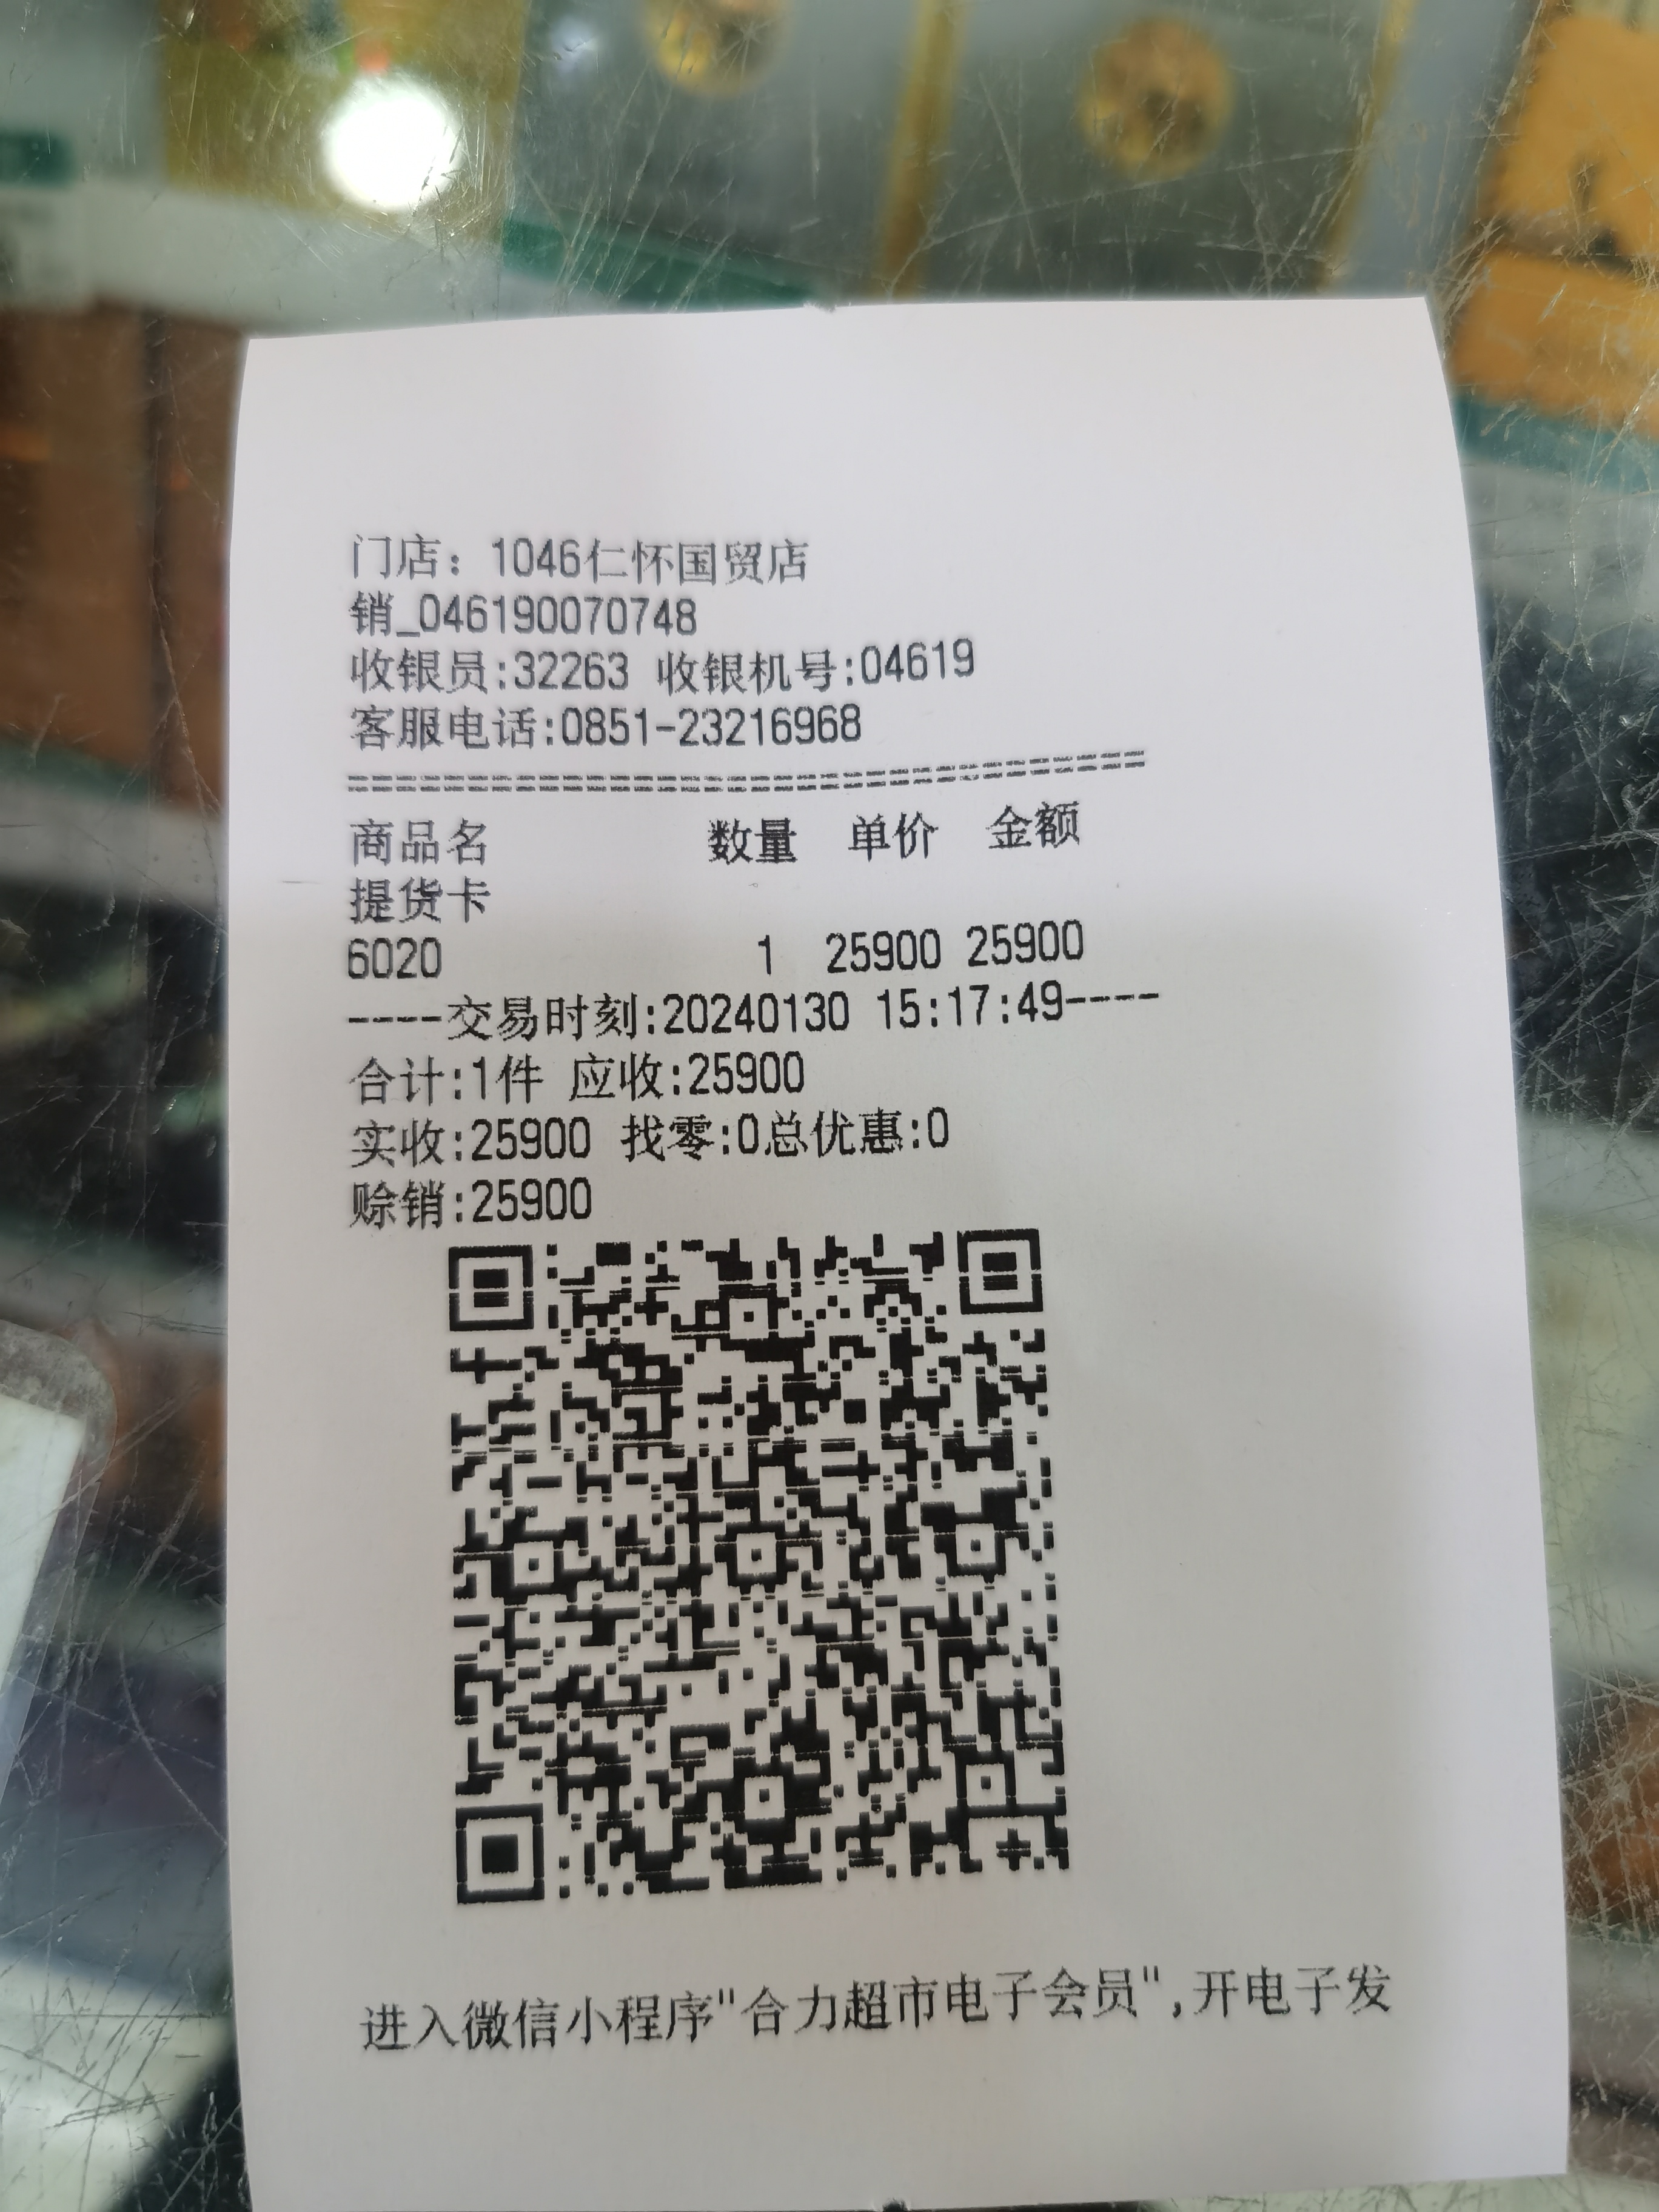 门店：1046仁怀国贸店
销_046190070748
收银员:32263 收银机号:04619
客服电话:0851-23216968
==================================
商品名 数量 单价 金额
提货卡
6020 1 25900 25900
----交易时刻:20240130 15:17:49----
合计:1件 应收:25900
实收:25900 找零:0总优惠:0
赊销:25900
进入微信小程序"合力超市电子会员",开电子发